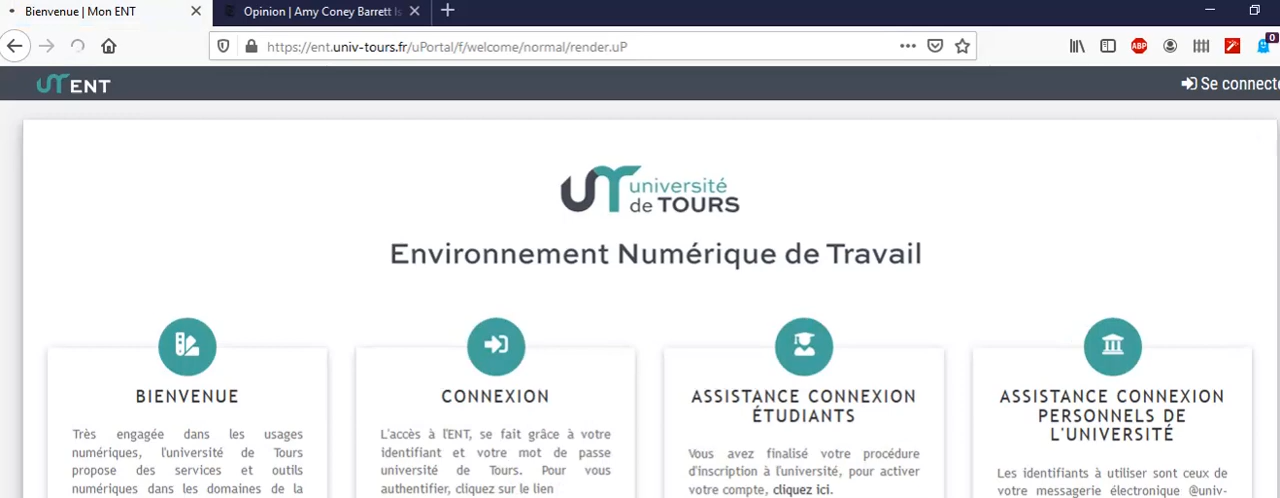 Bienvenue | Mon ENT
Opinion | Amy Coney Barrett Is
https://ent.univ-tours.fr/uPortal/f/welcome/normal/render.uP
ABP
0
UT ENT
Se connecte
UT université de TOURS
Environnement Numérique de Travail
BIENVENUE
Très engagée dans les usages
numériques, l'université de Tours
propose des services et outils
numériques dans les domaines de la
CONNEXION
L'accès à l'ENT, se fait grâce à votre
identifiant et votre mot de passe
université de Tours. Pour vous
authentifier, cliquez sur le lien
ASSISTANCE CONNEXION
ÉTUDIANTS
Vous avez finalisé votre procédure
d'inscription à l'université, pour activer
votre compte, cliquez ici.
ASSISTANCE CONNEXION
PERSONNELS DE
L'UNIVERSITÉ
Les identifiants à utiliser sont ceux de
votre messagerie électronique @univ-